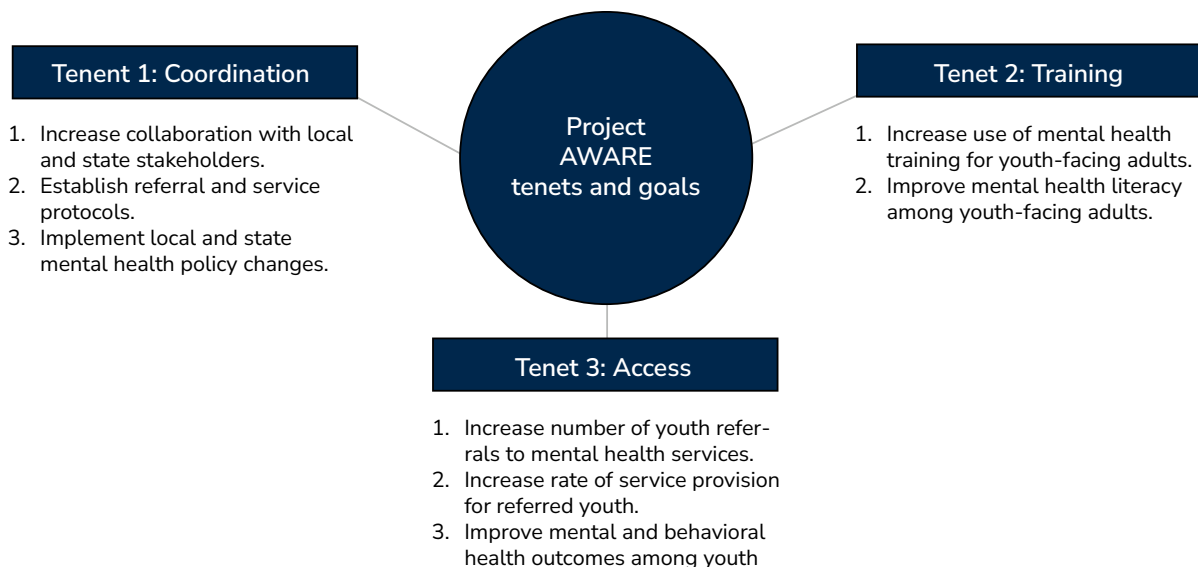 Project
AWARE
tenets and goals
Tenent 1: Coordination
1. Increase collaboration with local
and state stakeholders.
2. Establish referral and service
protocols.
3. Implement local and state
mental health policy changes.
Tenet 2: Training
1. Increase use of mental health
training for youth-facing adults.
2. Improve mental health literacy
among youth-facing adults.
Tenet 3: Access
1. Increase number of youth refer-
rals to mental health services.
2. Increase rate of service provision
for referred youth.
3. Improve mental and behavioral
health outcomes among youth